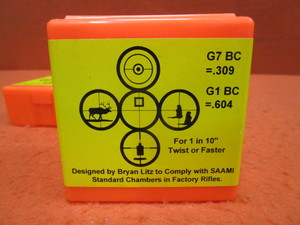 G7 BC
=.309
G1 BC
=.604
For 1 in 10"
Twist or Faster
Designed by Bryan Litz to Comply with SAAMI
Standard Chambers in Factory Rifles.